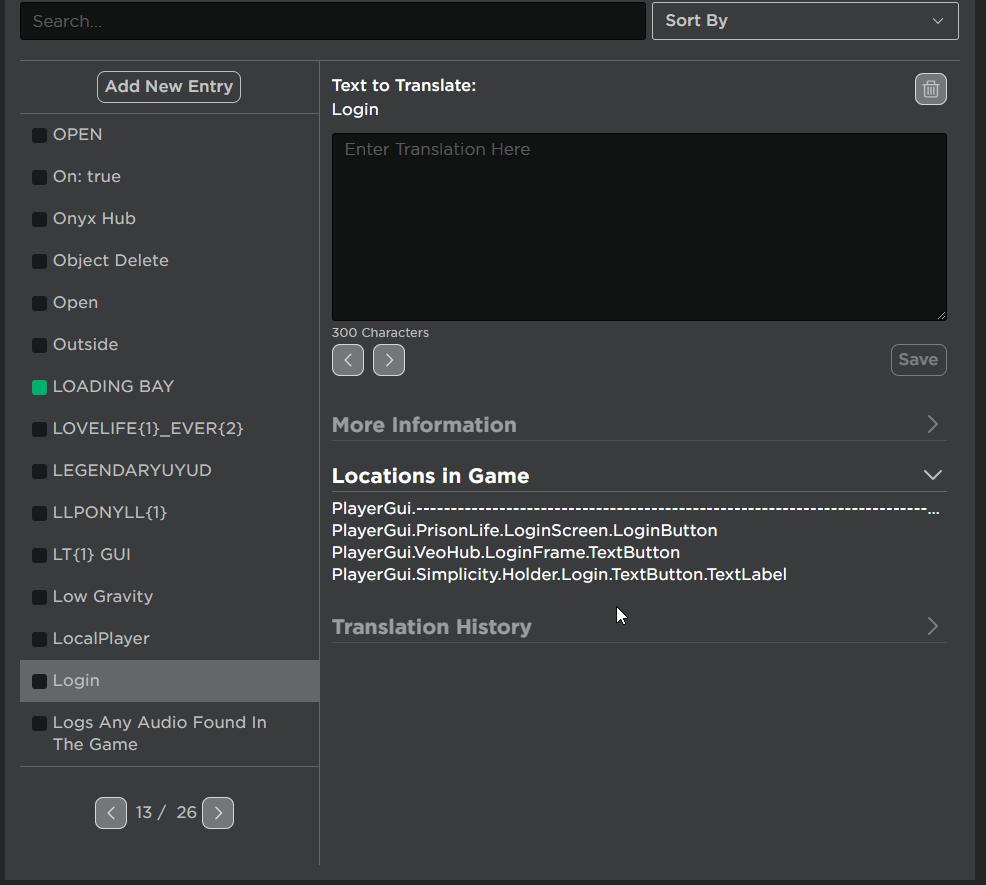 Search...
Sort By
Add New Entry
OPEN
On: true
Onyx Hub
Object Delete
Open
Outside
LOADING BAY
LOVELIFE{1}_EVER{2}
LEGENDARYUYUD
LLPONYLL{1}
LT{1} GUI
Low Gravity
LocalPlayer
Login
Logs Any Audio Found In
The Game
13 / 26
Text to Translate:
Login
Enter Translation Here
300 Characters
Save
More Information
Locations in Game
PlayerGui.--------------------------------------------------------------------------...
PlayerGui.PrisonLife.LoginScreen.LoginButton
PlayerGui.VeoHub.LoginFrame.TextButton
PlayerGui.Simplicity.Holder.Login.TextButton.TextLabel
Translation History